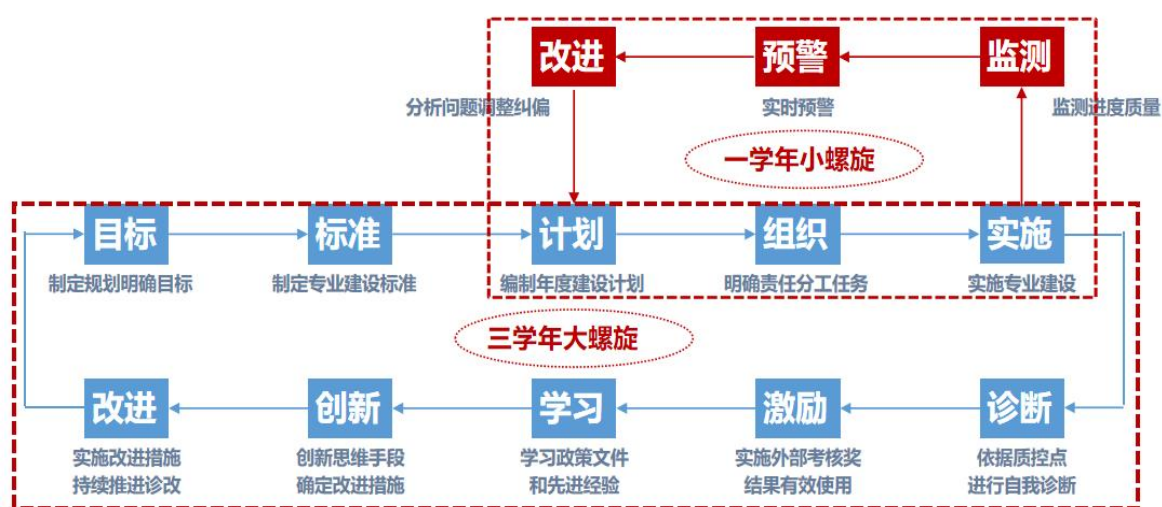 改进
预警
监测
分析问题调整纠偏
实时预警
监测进度质量
一学年小螺旋
目标
标准
计划
组织
实施
制定规划明确目标
制定专业建设标准
编制年度建设计划
明确责任分工任务
实施专业建设
三学年大螺旋
改进
创新
学习
激励
诊断
实施改进措施
持续推进诊改
创新思维手段
确定改进措施
学习政策文件
和先进经验
实施外部考核奖
结果有效使用
依据质控点
进行自我诊断